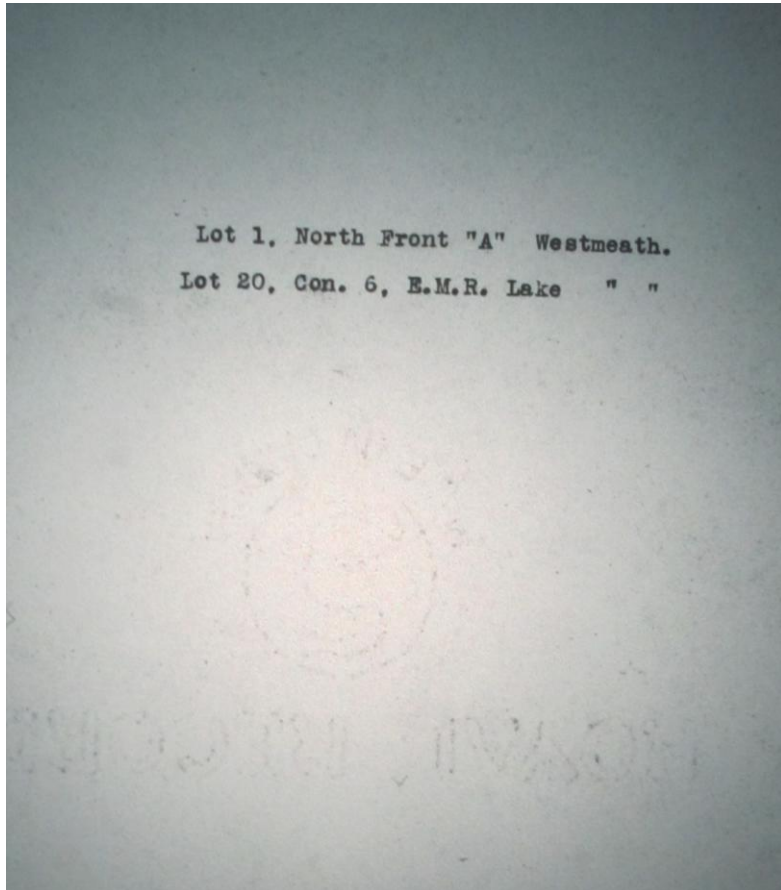 Lot 1, North Front "A" Westmeath.
Lot 20, Con. 6, E.M.R. Lake " "